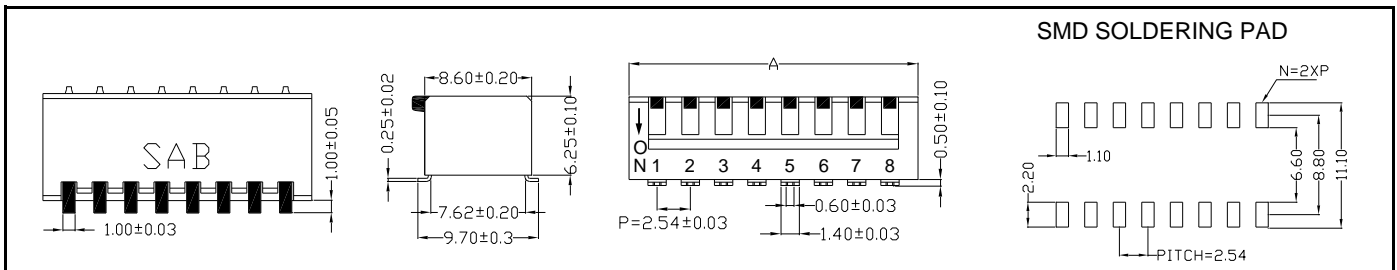 SMD SOLDERING PAD
SAB
1.00±0.05
1.00±0.03
8.60±0.20
0.25±0.02
6.25±0.10
7.62±0.20
9.70±0.3
A
0.50±0.10
O
N 1 2 3 4 5 6 7 8
P=2.54±0.03
0.60±0.03
1.40±0.03
N=2XP
1.10
2.20
6.60
8.80
11.10
PITCH=2.54